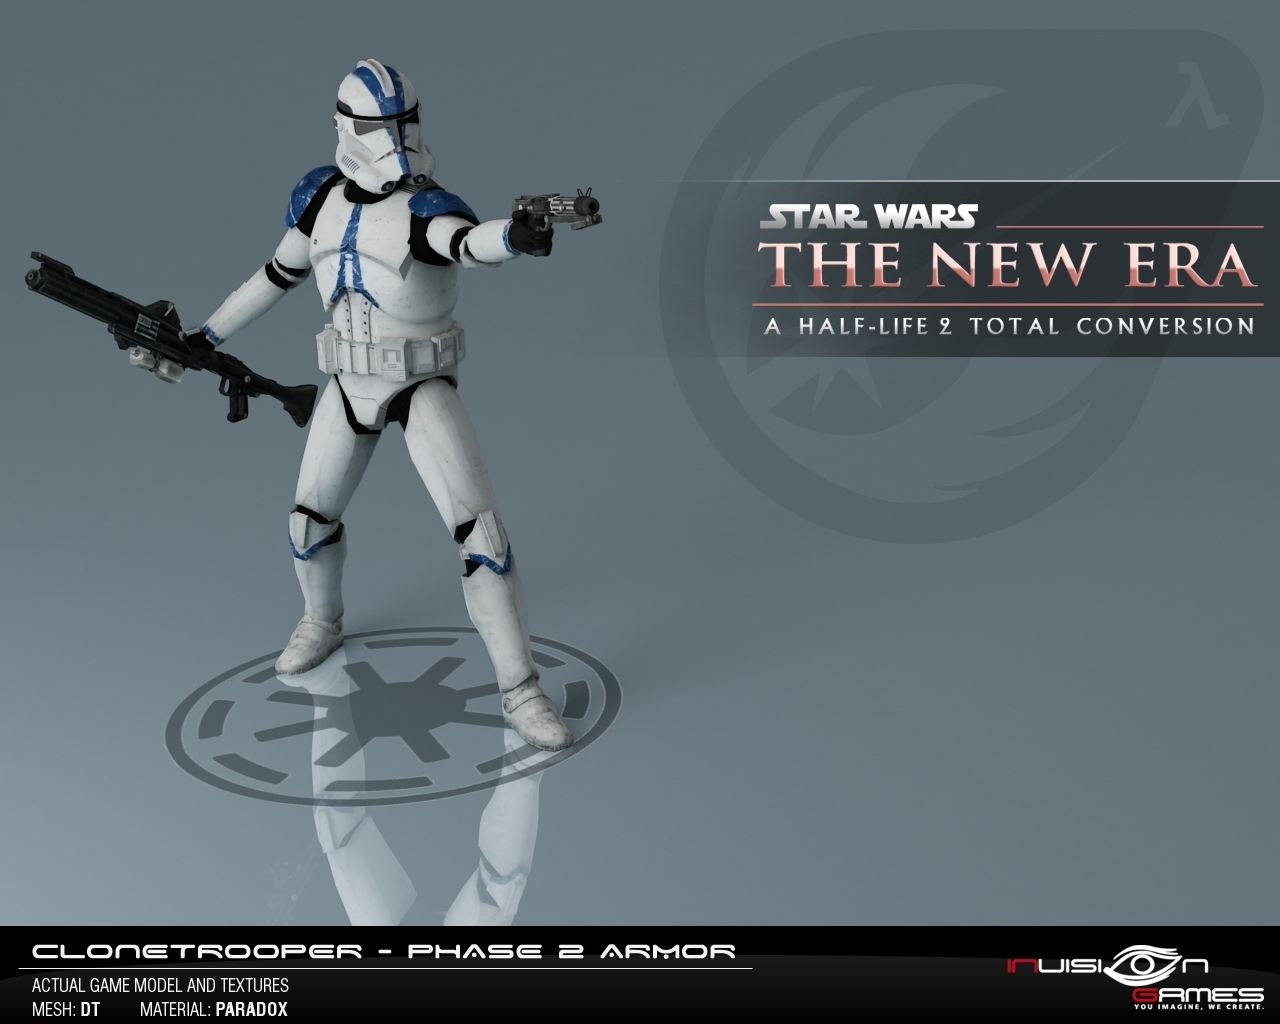 STAR WARS
THE NEW ERA
A HALF-LIFE 2 TOTAL CONVERSION
CLONETROOPER - PHASE 2 ARMOR
ACTUAL GAME MODEL AND TEXTURES
MESH: DT MATERIAL: PARADOX
INVISION
GAMES
YOU IMAGINE, WE CREATE.